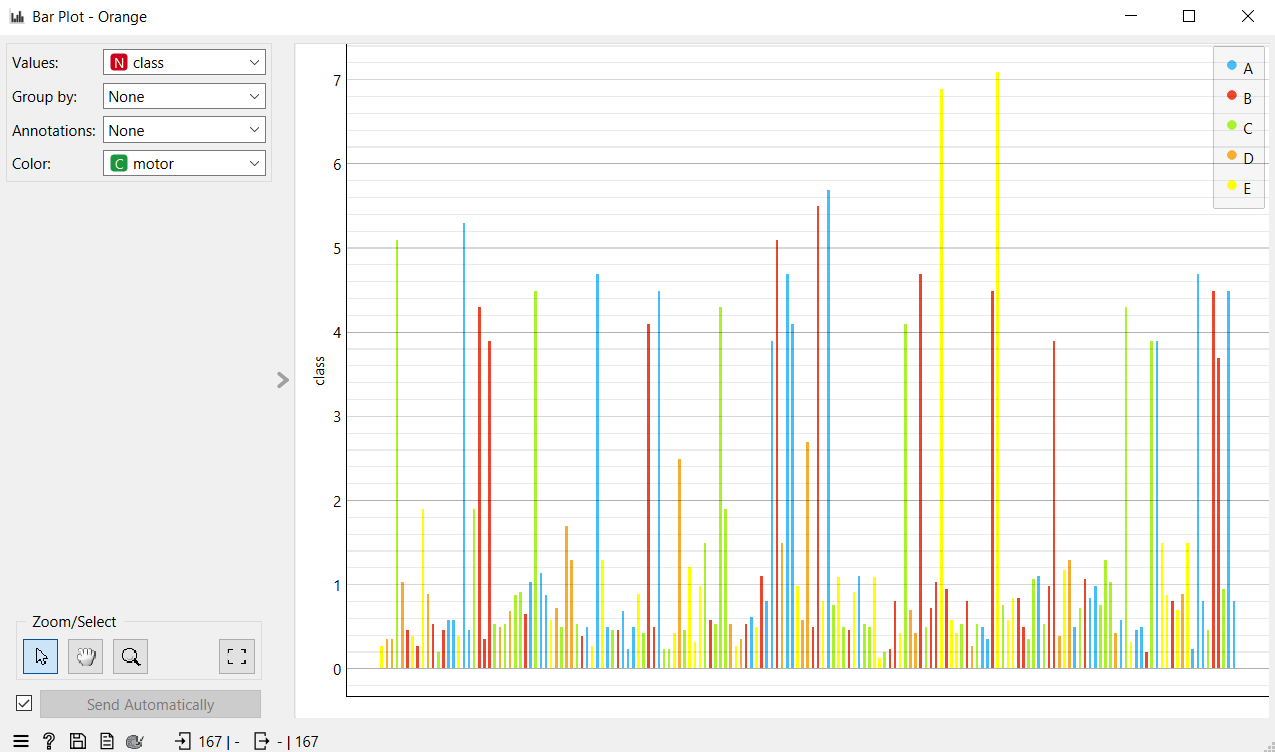 Bar Plot - Orange
Values: N class
Group by: None
Annotations: None
Color: C motor
Zoom/Select
Send Automatically
167 | - - | 167
class
7
6
5
4
3
2
1
0
A
B
C
D
E